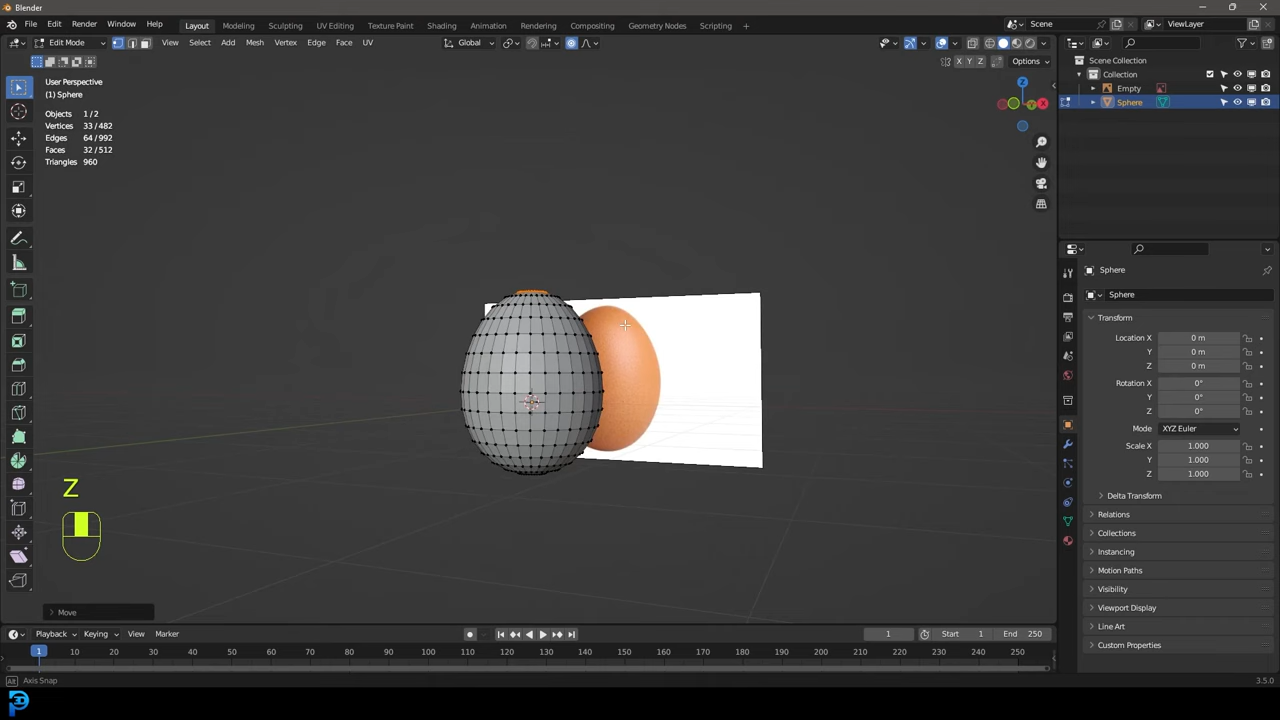 Blender
File Edit Render Window Help
Layout Modeling Sculpting UV Editing Texture Paint Shading Animation Rendering Compositing Geometry Nodes Scripting
Scene ViewLayer
Edit Mode View Select Add Mesh Vertex Edge Face UV Global
X Y Z Options
User Perspective
(1) Sphere
Objects 1/2
Vertices 33/482
Edges 64/992
Faces 32/512
Triangles 960
Z
X
Y
Scene Collection
Collection
Empty
Sphere
Sphere
Sphere
Transform
Location X 0 m
Y 0 m
Z 0 m
Rotation X 0°
Y 0°
Z 0°
Mode XYZ Euler
Scale X 1.000
Y 1.000
Z 1.000
Delta Transform
Relations
Collections
Instancing
Motion Paths
Visibility
Viewport Display
Line Art
Custom Properties
Z
Move
Playback Keying View Marker
1 Start 1 End 250
1 10 20 30 40 50 60 70 80 90 100 110 120 130 140 150 160 170 180 190 200 210 220 230 240 250
Alt Axis Snap 3.5.0